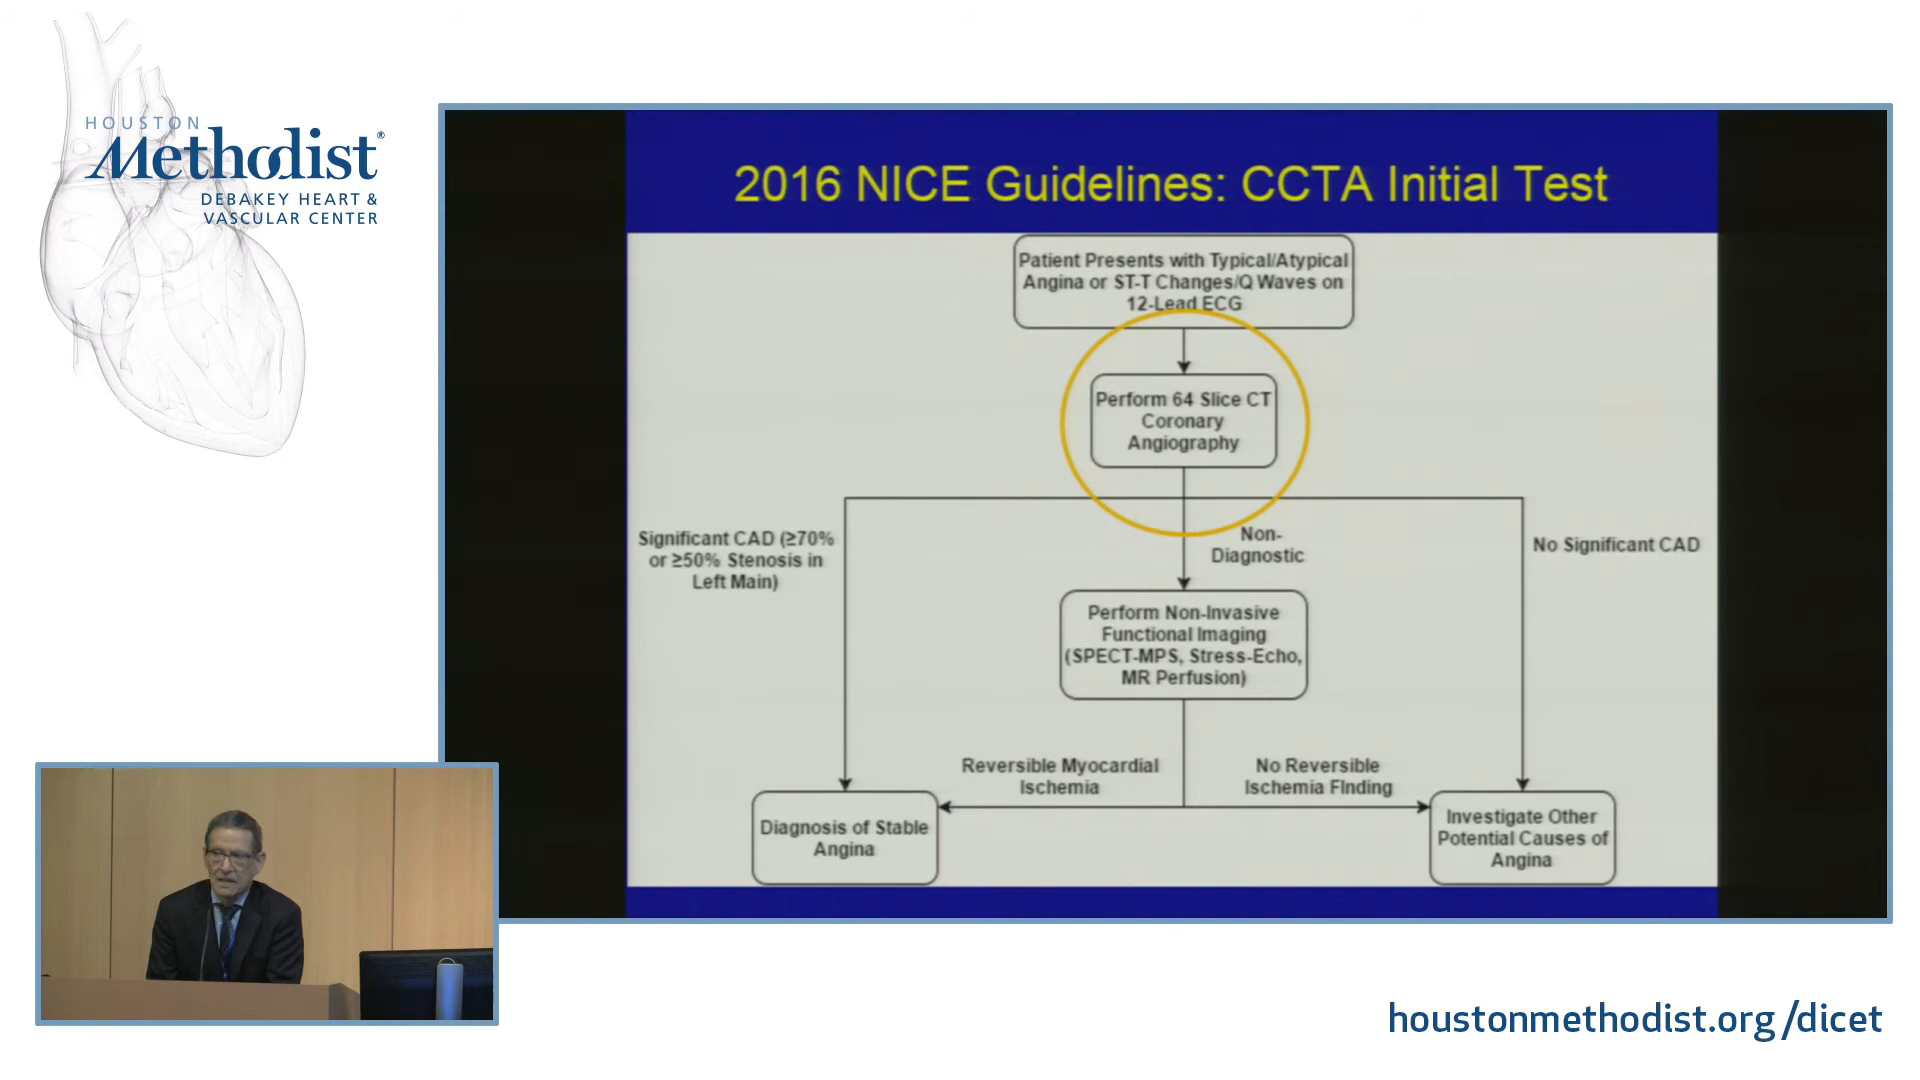 HOUSTON
Methodist®
DEBAKEY HEART &
VASCULAR CENTER
2016 NICE Guidelines: CCTA Initial Test
Patient Presents with Typical/Atypical
Angina or ST-T Changes/Q Waves on
12-Lead ECG
Perform 64 Slice CT
Coronary
Angiography
Significant CAD (≥70%
or ≥50% Stenosis in
Left Main)
Non-
Diagnostic
No Significant CAD
Perform Non-Invasive
Functional Imaging
(SPECT-MPS, Stress-Echo,
MR Perfusion)
Reversible Myocardial
Ischemia
No Reversible
Ischemia FInding
Diagnosis of Stable
Angina
Investigate Other
Potential Causes of
Angina
houstonmethodist.org/dicet